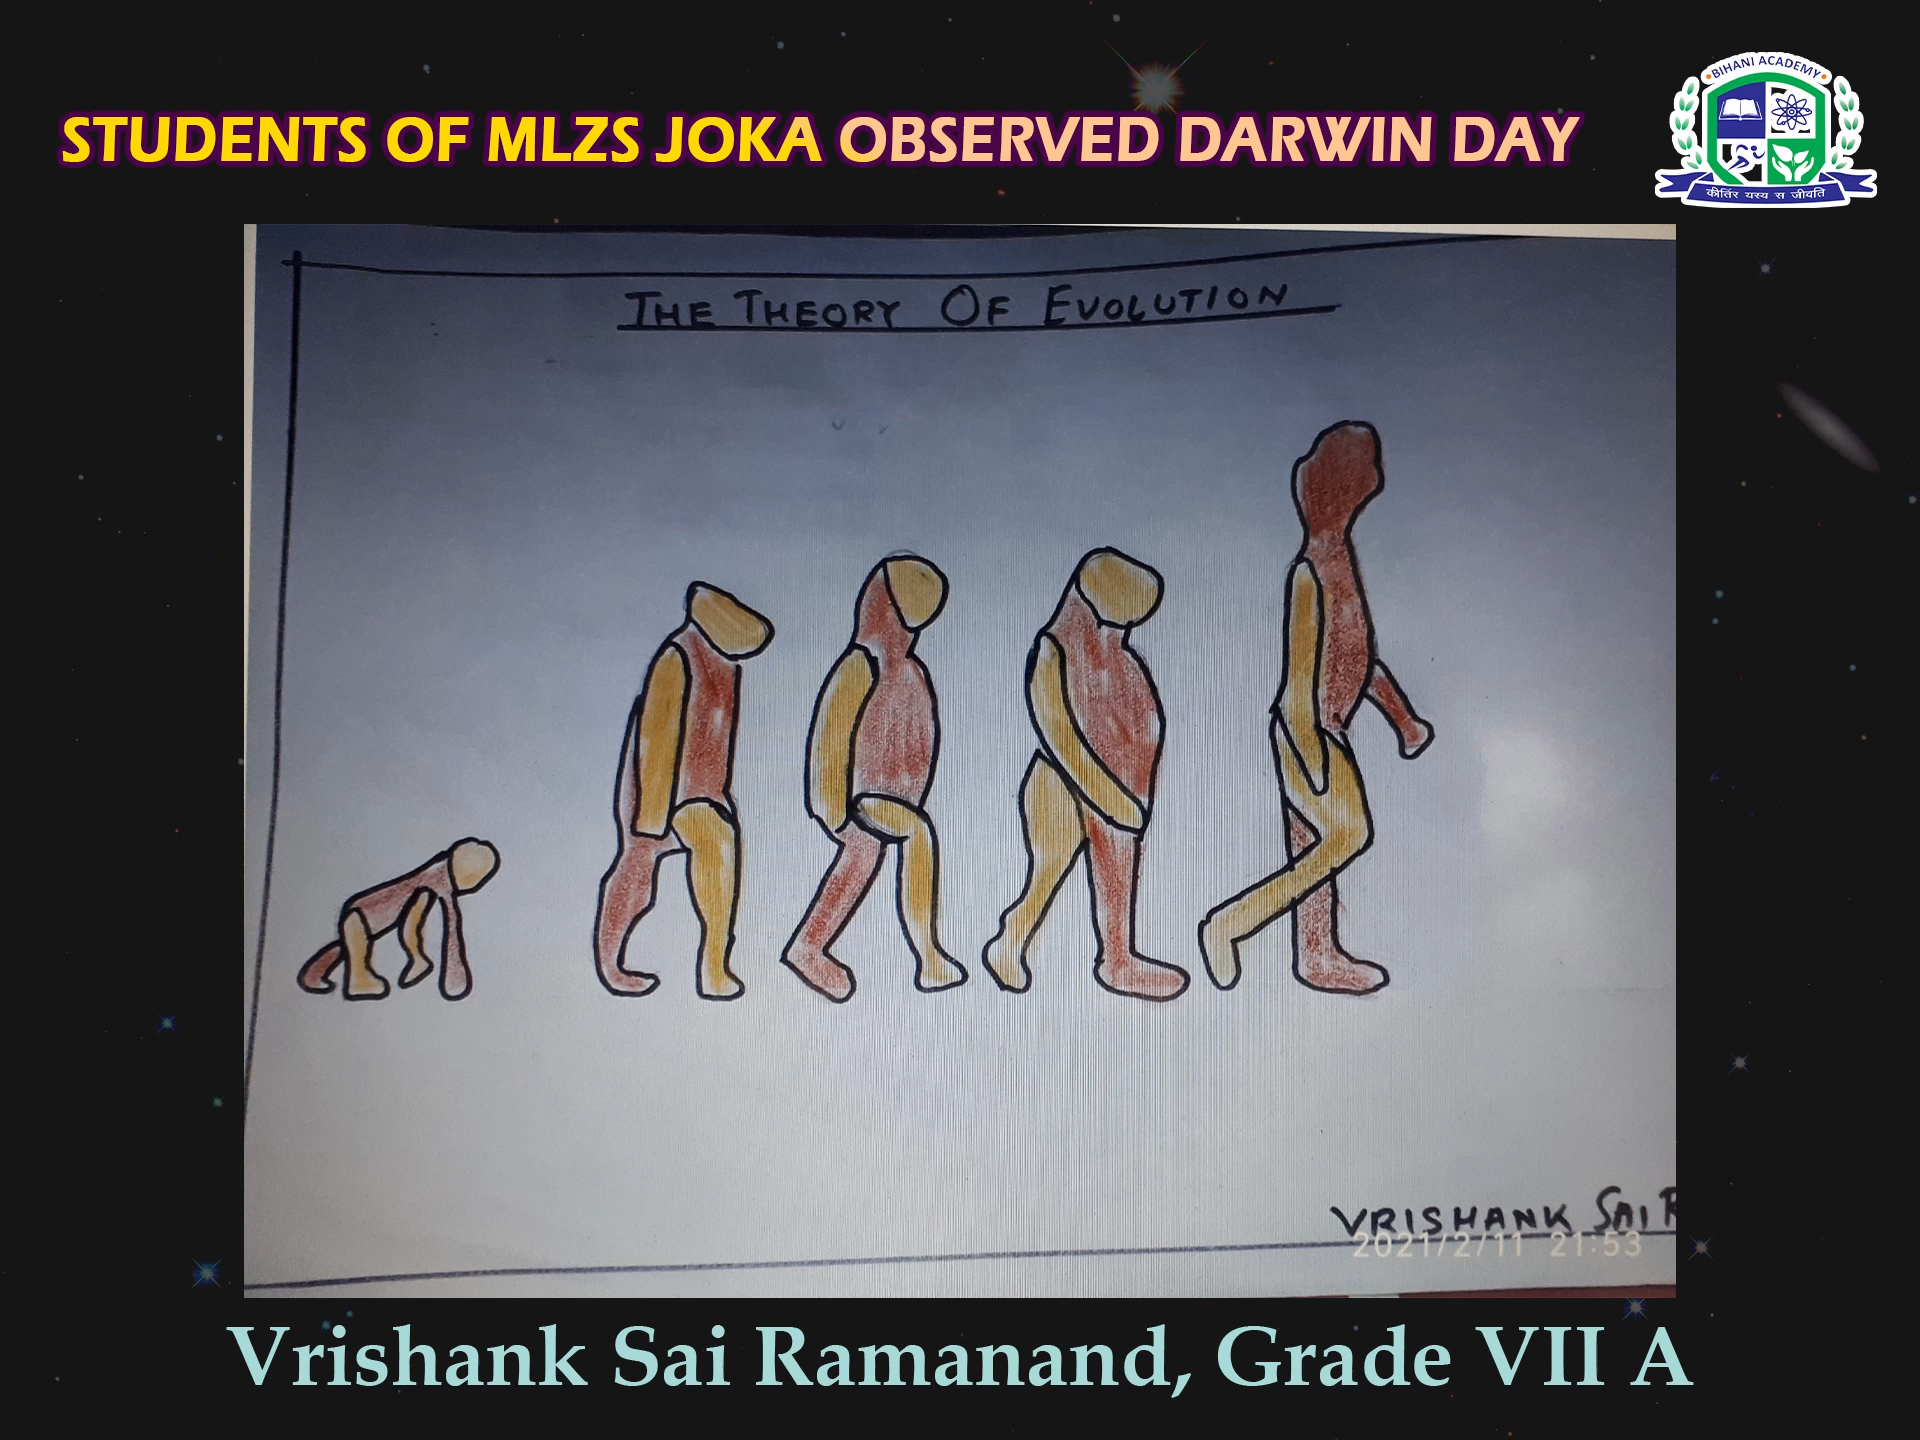 STUDENTS OF MLZS JOKA OBSERVED DARWIN DAY
BIHANI ACADEMY
कीर्तिर यस्य स जीवति
THE THEORY OF EVOLUTION
VRISHANK SAI R
2021/2/11 21:53
Vrishank Sai Ramanand, Grade VII A